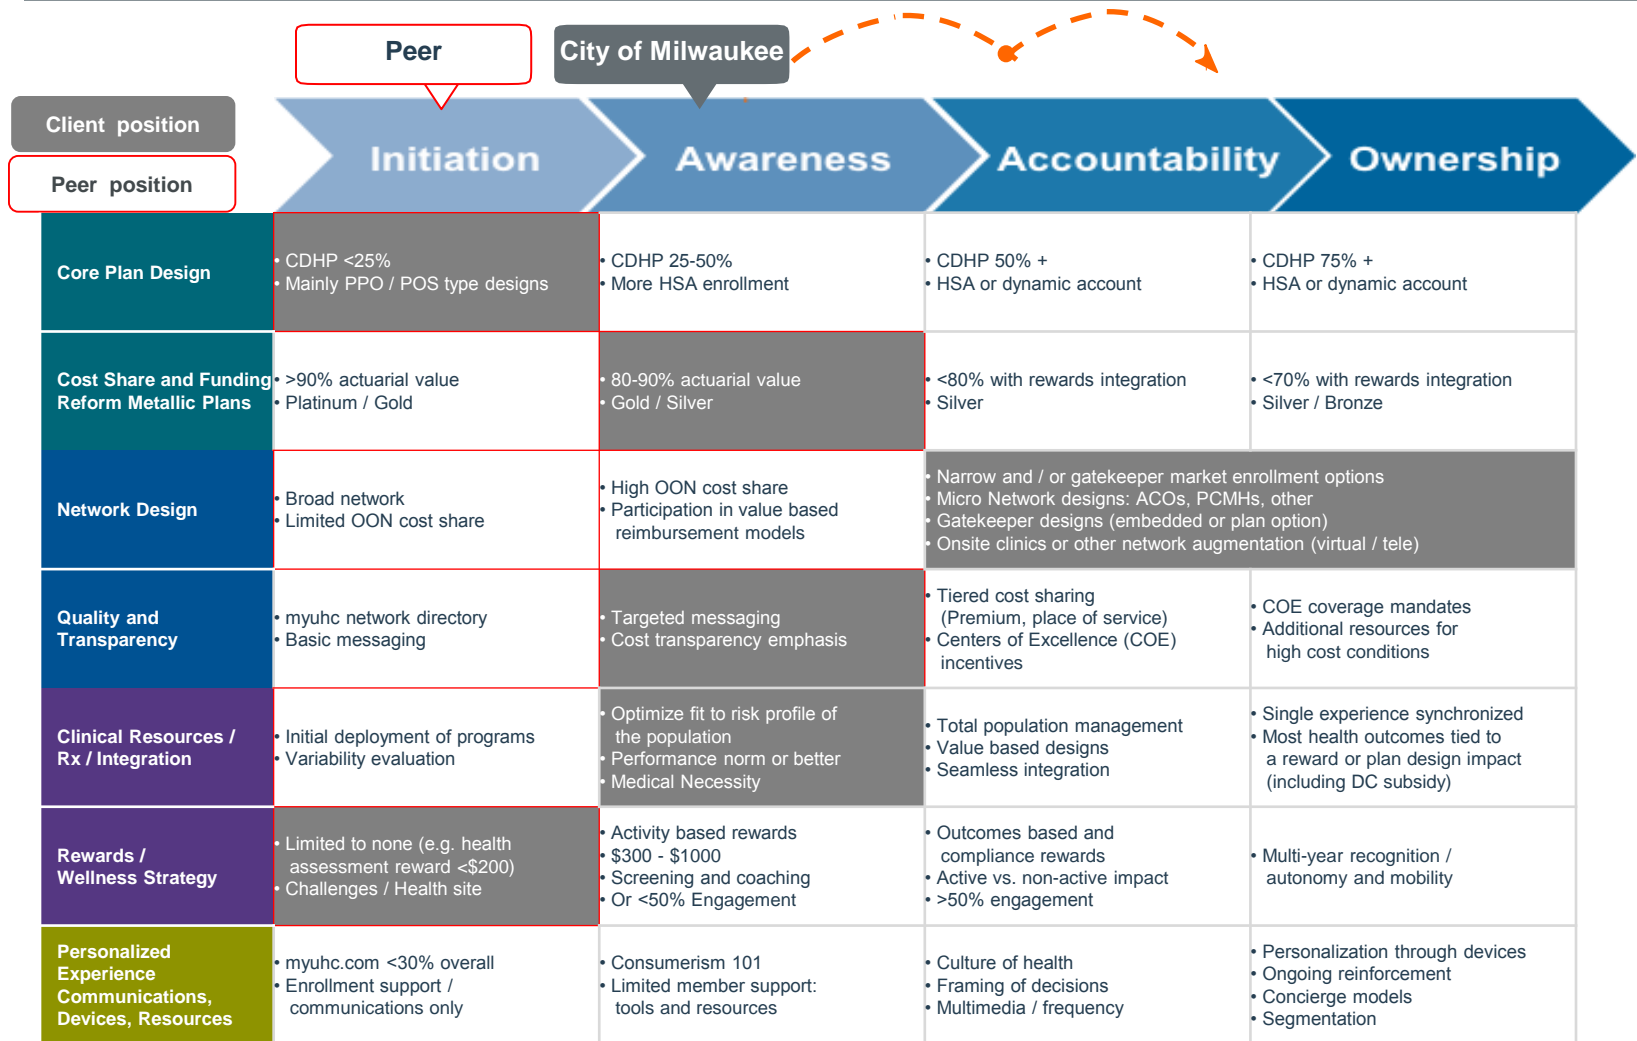 Peer
City of Milwaukee
Client position
Peer position
Initiation
Awareness
Accountability
Ownership
Core Plan Design
• CDHP <25%
• Mainly PPO / POS type designs
• CDHP 25-50%
• More HSA enrollment
• CDHP 50% +
• HSA or dynamic account
• CDHP 75% +
• HSA or dynamic account
Cost Share and Funding
Reform Metallic Plans
• >90% actuarial value
• Platinum / Gold
• 80-90% actuarial value
• Gold / Silver
• <80% with rewards integration
• Silver
• <70% with rewards integration
• Silver / Bronze
Network Design
• Broad network
• Limited OON cost share
• High OON cost share
• Participation in value based
reimbursement models
• Narrow and / or gatekeeper market enrollment options
• Micro Network designs: ACOs, PCMHs, other
• Gatekeeper designs (embedded or plan option)
• Onsite clinics or other network augmentation (virtual / tele)
Quality and
Transparency
• myuhc network directory
• Basic messaging
• Targeted messaging
• Cost transparency emphasis
• Tiered cost sharing
(Premium, place of service)
• Centers of Excellence (COE)
incentives
• COE coverage mandates
• Additional resources for
high cost conditions
Clinical Resources /
Rx / Integration
• Initial deployment of programs
• Variability evaluation
• Optimize fit to risk profile of
the population
• Performance norm or better
• Medical Necessity
• Total population management
• Value based designs
• Seamless integration
• Single experience synchronized
• Most health outcomes tied to
a reward or plan design impact
(including DC subsidy)
Rewards /
Wellness Strategy
• Limited to none (e.g. health
assessment reward <$200)
• Challenges / Health site
• Activity based rewards
• $300 - $1000
• Screening and coaching
• Or <50% Engagement
• Outcomes based and
compliance rewards
• Active vs. non-active impact
• >50% engagement
• Multi-year recognition /
autonomy and mobility
Personalized
Experience
Communications,
Devices, Resources
• myuhc.com <30% overall
• Enrollment support /
communications only
• Consumerism 101
• Limited member support:
tools and resources
• Culture of health
• Framing of decisions
• Multimedia / frequency
• Personalization through devices
• Ongoing reinforcement
• Concierge models
• Segmentation